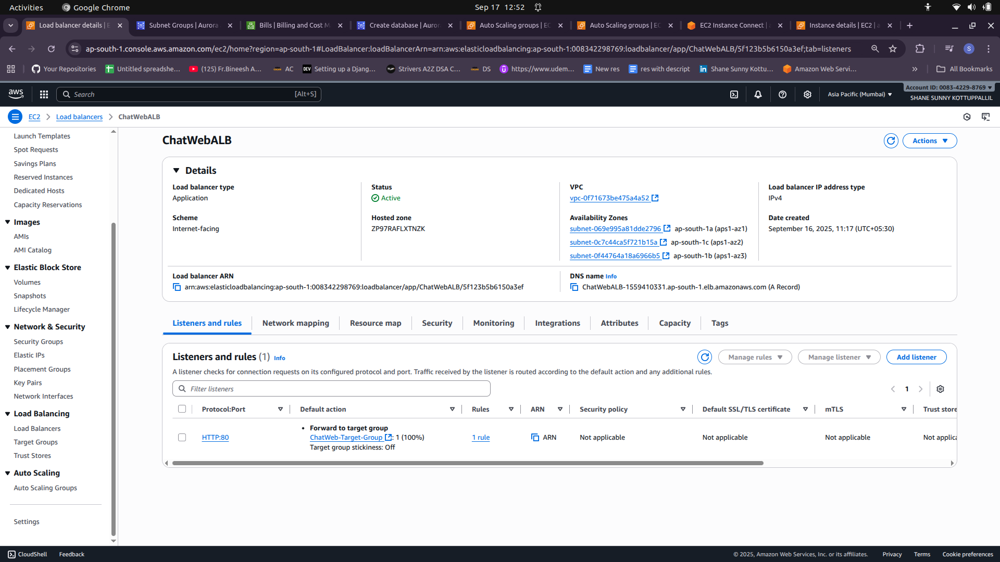 Activities
Google Chrome
Sep 17 12:52
Load balancer details | E
Subnet Groups | Aurora
Bills | Billing and Cost M
Create database | Auror
Auto Scaling groups | EC
Auto Scaling groups | EC
EC2 Instance Connect | a
Instance details | EC2 | a
ap-south-1.console.aws.amazon.com/ec2/home?region=ap-south-1#LoadBalancer:loadBalancerArn=arn:aws:elasticloadbalancing:ap-south-1:008342298769:loadbalancer/app/ChatWebALB/5f123b5b6150a3ef;tab=listeners
S
Your Repositories
Untitled spreadshe...
(125) Fr.Bineesh A...
AC
DEV
Setting up a Djang...
TUF
Strivers A2Z DSA C...
DS
https://www.udem...
New res
res with descript
Shane Sunny Kottu...
Amazon Web Servi...
All Bookmarks
aws
Search
[Alt+S]
Asia Pacific (Mumbai)
Account ID: 0083-4229-8769
SHANE SUNNY KOTTUPPALLIL
EC2
Load balancers
ChatWebALB
Launch Templates
Spot Requests
Savings Plans
Reserved Instances
Dedicated Hosts
Capacity Reservations
Images
AMIs
AMI Catalog
Elastic Block Store
Volumes
Snapshots
Lifecycle Manager
Network & Security
Security Groups
Elastic IPs
Placement Groups
Key Pairs
Network Interfaces
Load Balancing
Load Balancers
Target Groups
Trust Stores
Auto Scaling
Auto Scaling Groups
Settings
ChatWebALB
Actions
Details
Load balancer type
Application
Status
Active
VPC
vpc-0f71673be475a4a52
Load balancer IP address type
IPv4
Scheme
Internet-facing
Hosted zone
ZP97RAFLXTNZK
Availability Zones
subnet-069e995a81dde2796 ap-south-1a (aps1-az1)
subnet-0c7c44ca5f721b15a ap-south-1c (aps1-az2)
subnet-0f44764a18a6966b5 ap-south-1b (aps1-az3)
Date created
September 16, 2025, 11:17 (UTC+05:30)
Load balancer ARN
arn:aws:elasticloadbalancing:ap-south-1:008342298769:loadbalancer/app/ChatWebALB/5f123b5b6150a3ef
DNS name Info
ChatWebALB-1559410331.ap-south-1.elb.amazonaws.com (A Record)
Listeners and rules
Network mapping
Resource map
Security
Monitoring
Integrations
Attributes
Capacity
Tags
Listeners and rules (1) Info
Manage rules
Manage listener
Add listener
A listener checks for connection requests on its configured protocol and port. Traffic received by the listener is routed according to the default action and any additional rules.
Filter listeners
1
Protocol:Port
Default action
Rules
ARN
Security policy
Default SSL/TLS certificate
mTLS
Trust store
HTTP:80
• Forward to target group
ChatWeb-Target-Group : 1 (100%)
Target group stickiness: Off
1 rule
ARN
Not applicable
Not applicable
Not applicable
Not applica
CloudShell
Feedback
© 2025, Amazon Web Services, Inc. or its affiliates.
Privacy
Terms
Cookie preferences